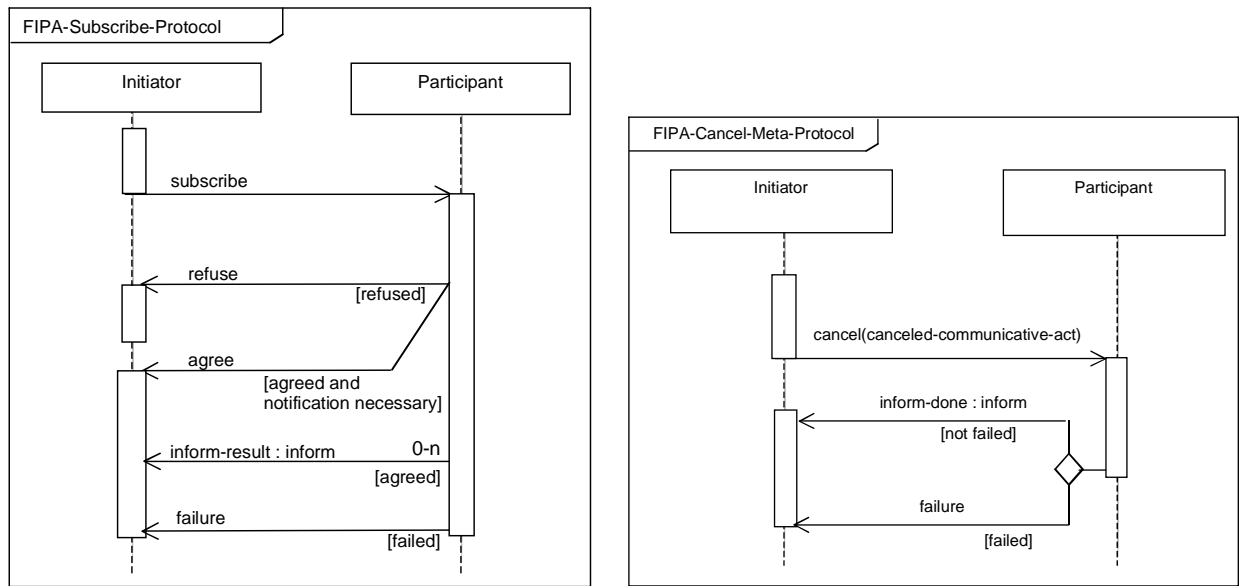 FIPA-Subscribe-Protocol
Initiator
Participant
subscribe
refuse
[refused]
agree
[agreed and
notification necessary]
inform-result : inform
0-n
[agreed]
failure
[failed]
FIPA-Cancel-Meta-Protocol
Initiator
Participant
cancel(canceled-communicative-act)
inform-done : inform
[not failed]
failure
[failed]